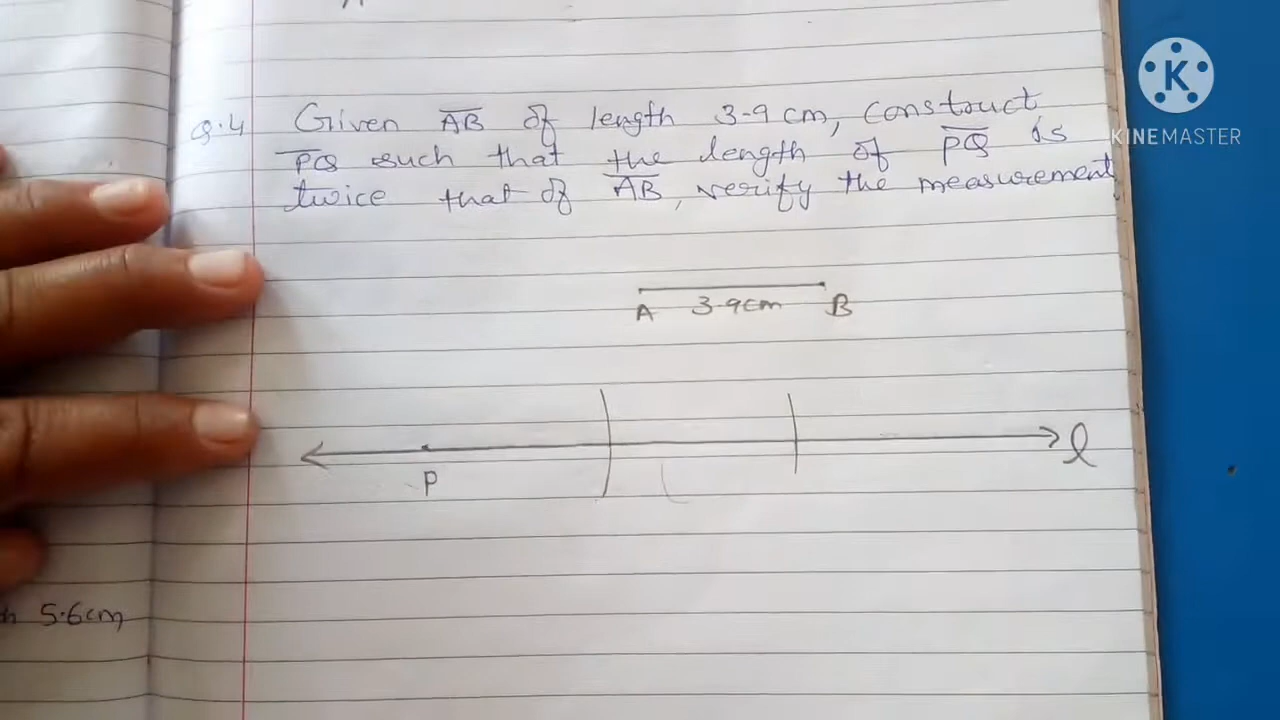 Q.4 Given AB of length 3.9 cm, construct
PQ such that the length of PQ is
twice that of AB, verify the measurement
A 3.9cm B
P
l
5.6cm
K
KINEMASTER